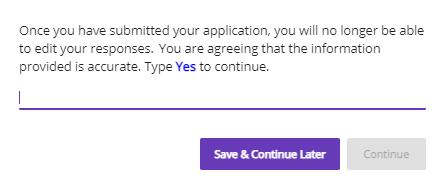 Once you have submitted your application, you will no longer be able
to edit your responses. You are agreeing that the information
provided is accurate. Type Yes to continue.
Save & Continue Later
Continue